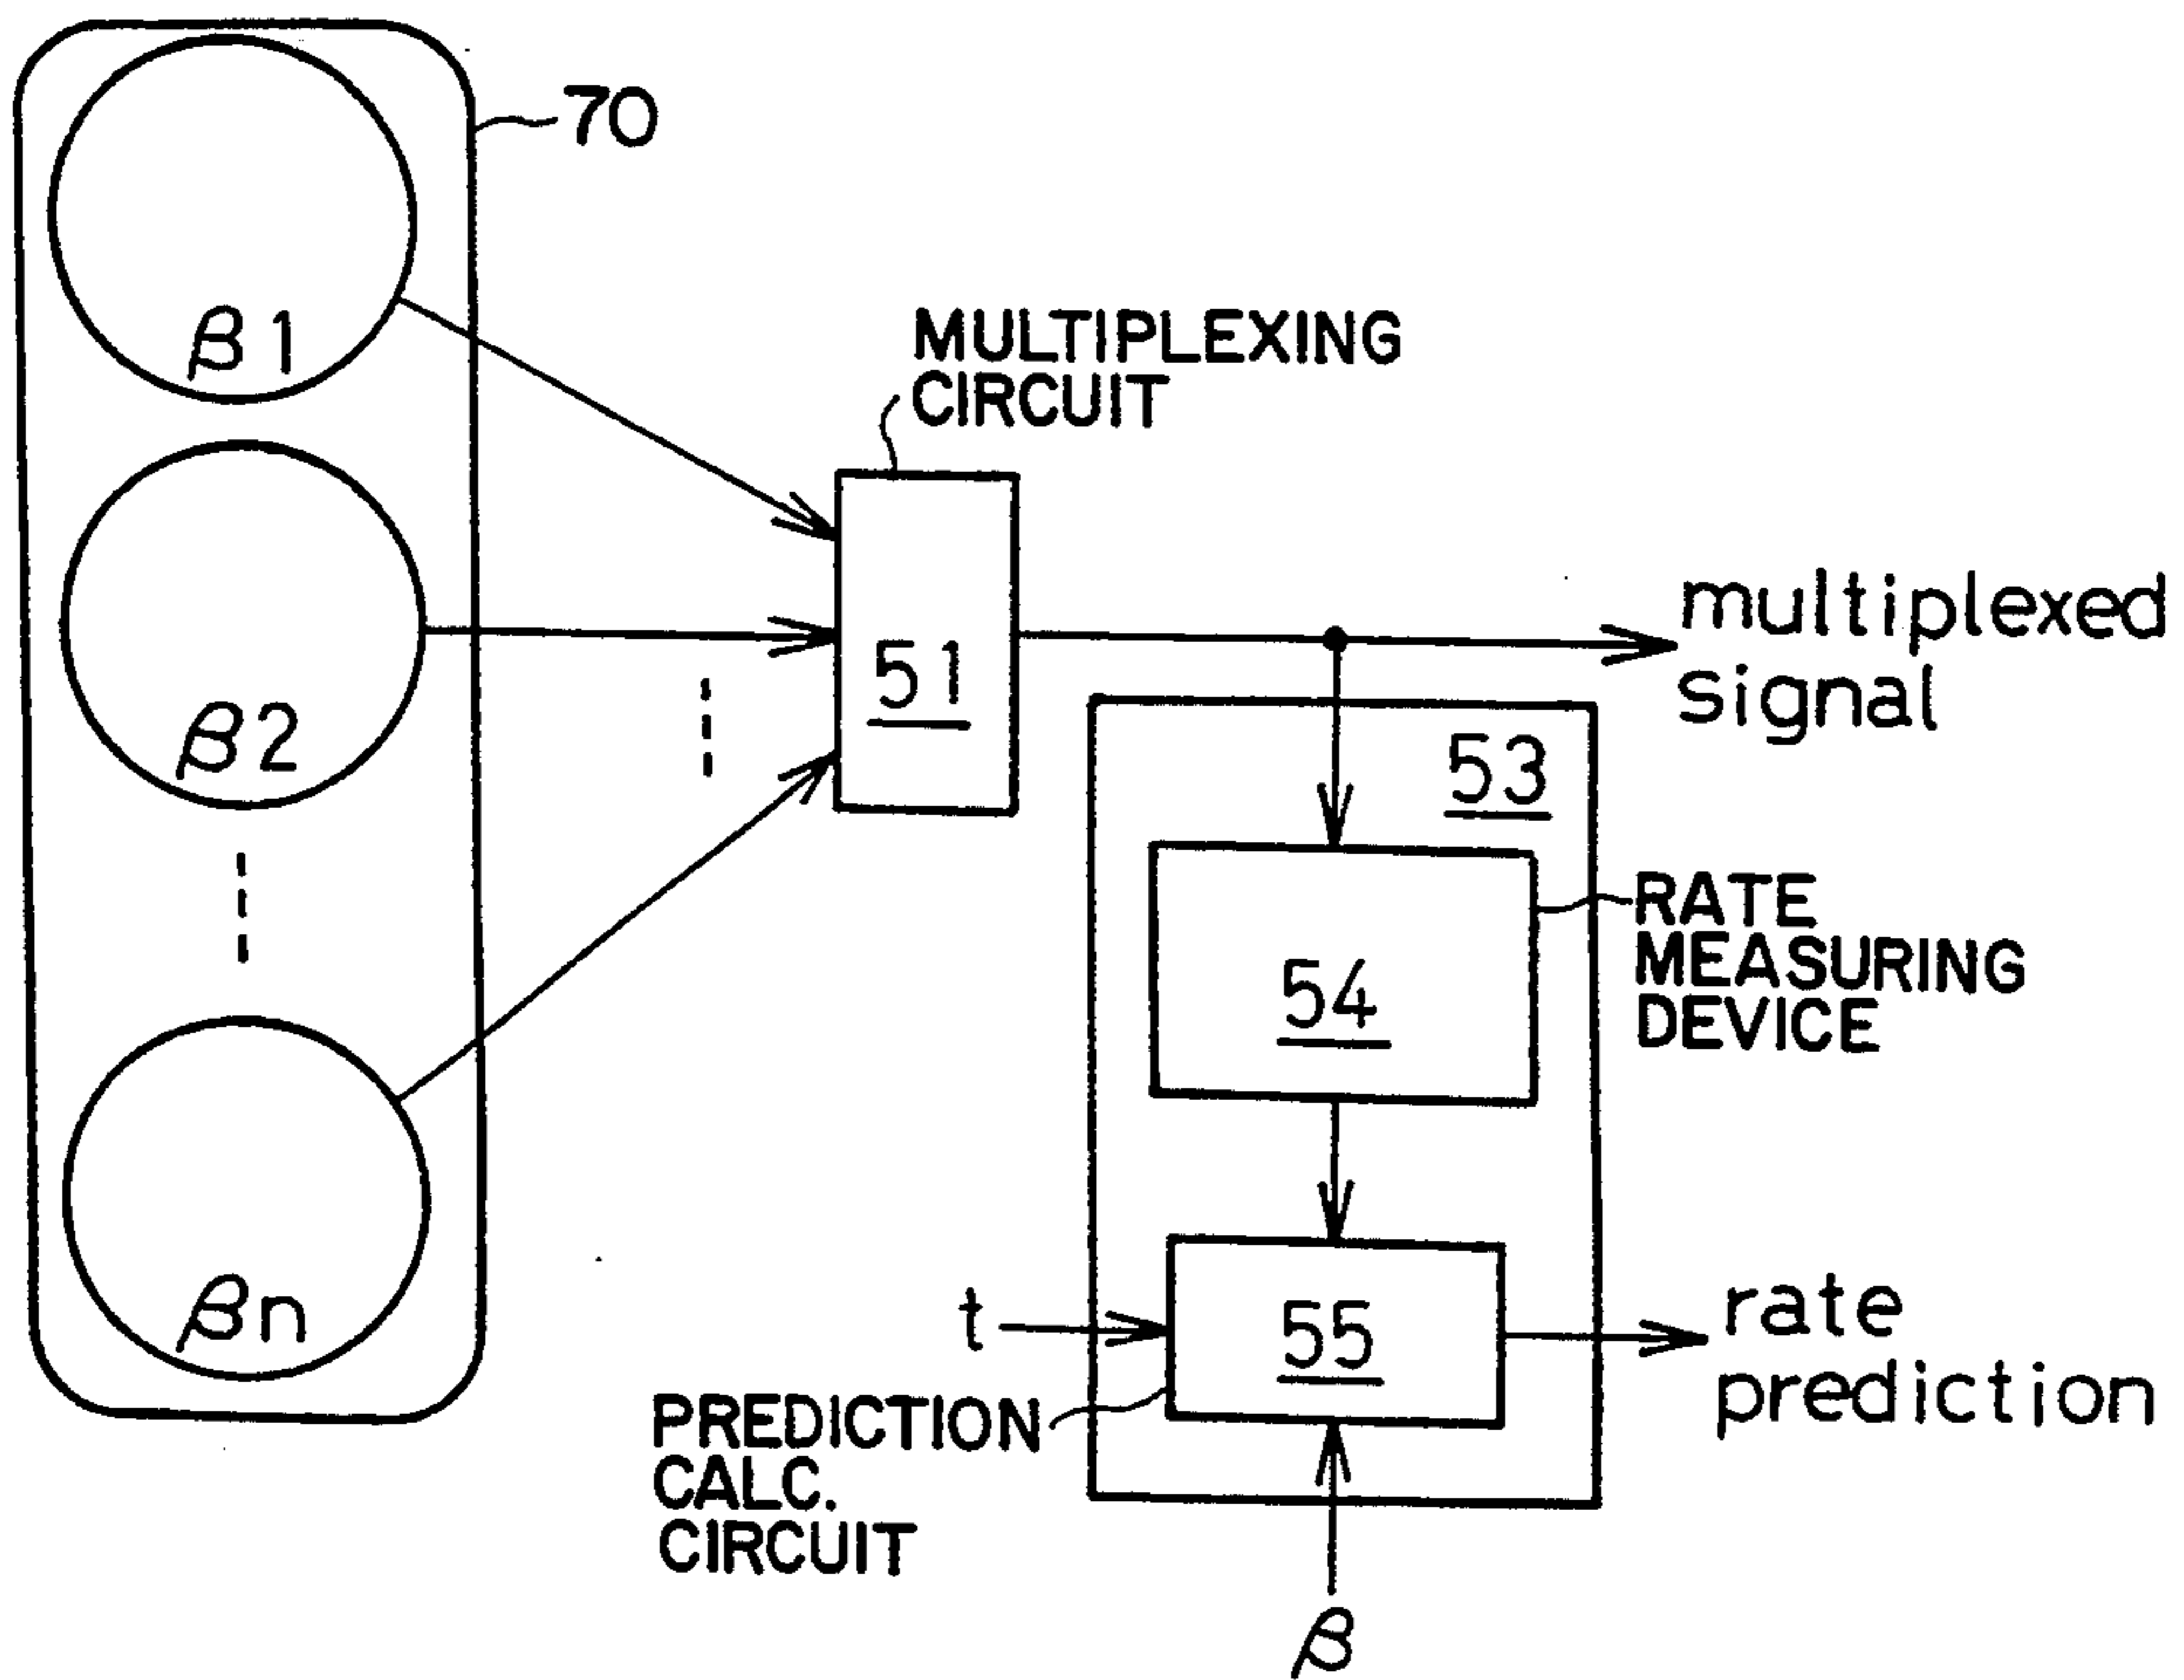 70
β1
MULTIPLEXING
CIRCUIT
51
multiplexed
signal
β2
53
RATE
MEASURING
DEVICE
54
βn
t
55
rate
prediction
PREDICTION
CALC.
CIRCUIT
β